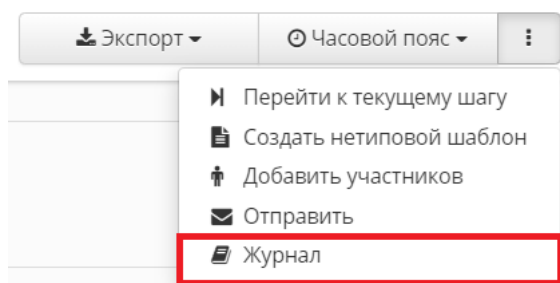 Экспорт
Часовой пояс
Перейти к текущему шагу
Создать нетиповой шаблон
Добавить участников
Отправить
Журнал